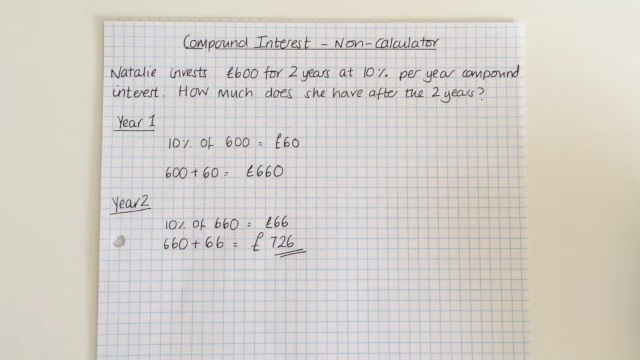 Compound Interest - Non-Calculator
Natalie invests £600 for 2 years at 10% per year compound
interest. How much does she have after the 2 years?
Year 1
10% of 600 = £60
600 + 60 = £660
Year 2
10% of 660 = £66
660 + 66 = £726